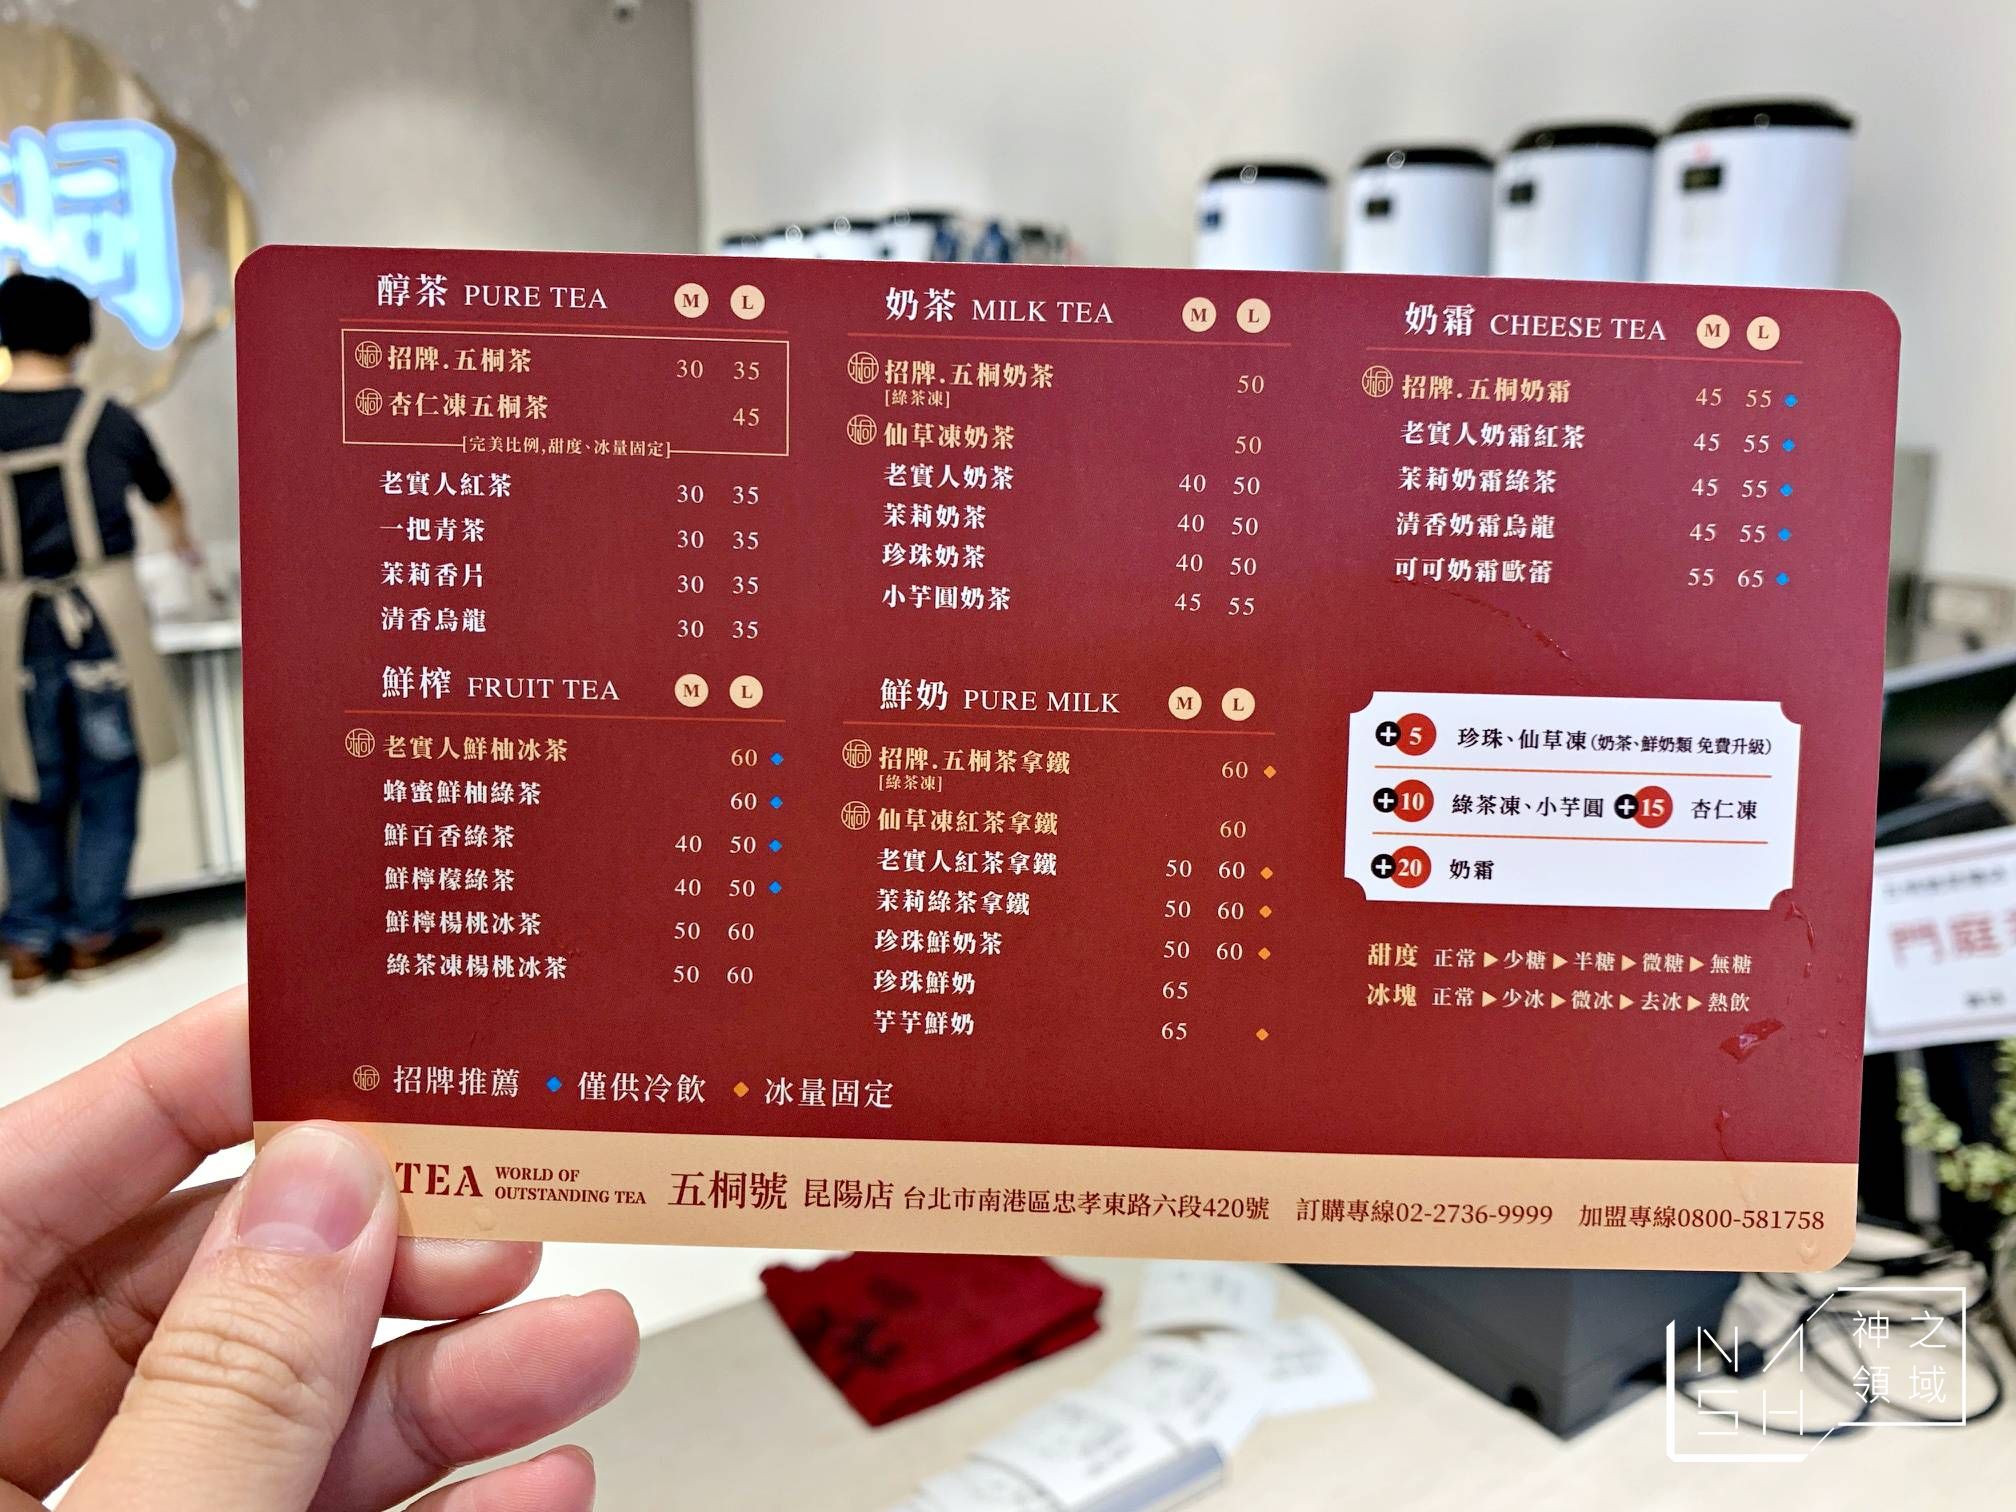 桐
醇茶 PURE TEA M L
招牌.五桐茶 30 35
杏仁凍五桐茶 45
[完美比例,甜度、冰量固定]
老實人紅茶 30 35
一把青茶 30 35
茉莉香片 30 35
清香烏龍 30 35
鮮榨 FRUIT TEA M L
老實人鮮柚冰茶 60
蜂蜜鮮柚綠茶 60
鮮百香綠茶 40 50
鮮檸檬綠茶 40 50
鮮檸楊桃冰茶 50 60
綠茶凍楊桃冰茶 50 60
奶茶 MILK TEA M L
招牌.五桐奶茶 50
[綠茶凍]
仙草凍奶茶 50
老實人奶茶 40 50
茉莉奶茶 40 50
珍珠奶茶 40 50
小芋圓奶茶 45 55
鮮奶 PURE MILK M L
招牌.五桐茶拿鐵 60
[綠茶凍]
仙草凍紅茶拿鐵 60
老實人紅茶拿鐵 50 60
茉莉綠茶拿鐵 50 60
珍珠鮮奶茶 50 60
珍珠鮮奶 65
芋芋鮮奶 65
奶霜 CHEESE TEA M L
招牌.五桐奶霜 45 55
老實人奶霜紅茶 45 55
茉莉奶霜綠茶 45 55
清香奶霜烏龍 45 55
可可奶霜歐蕾 55 65
+5 珍珠、仙草凍(奶茶、鮮奶類 免費升級)
+10 綠茶凍、小芋圓 +15 杏仁凍
+20 奶霜
甜度 正常▶少糖▶半糖▶微糖▶無糖
冰塊 正常▶少冰▶微冰▶去冰▶熱飲
招牌推薦 ◆ 僅供冷飲 ◆ 冰量固定
TEA WORLD OF
OUTSTANDING TEA
五桐號 昆陽店 台北市南港區忠孝東路六段420號 訂購專線02-2736-9999 加盟專線0800-581758
門庭
NASH
神之
領域